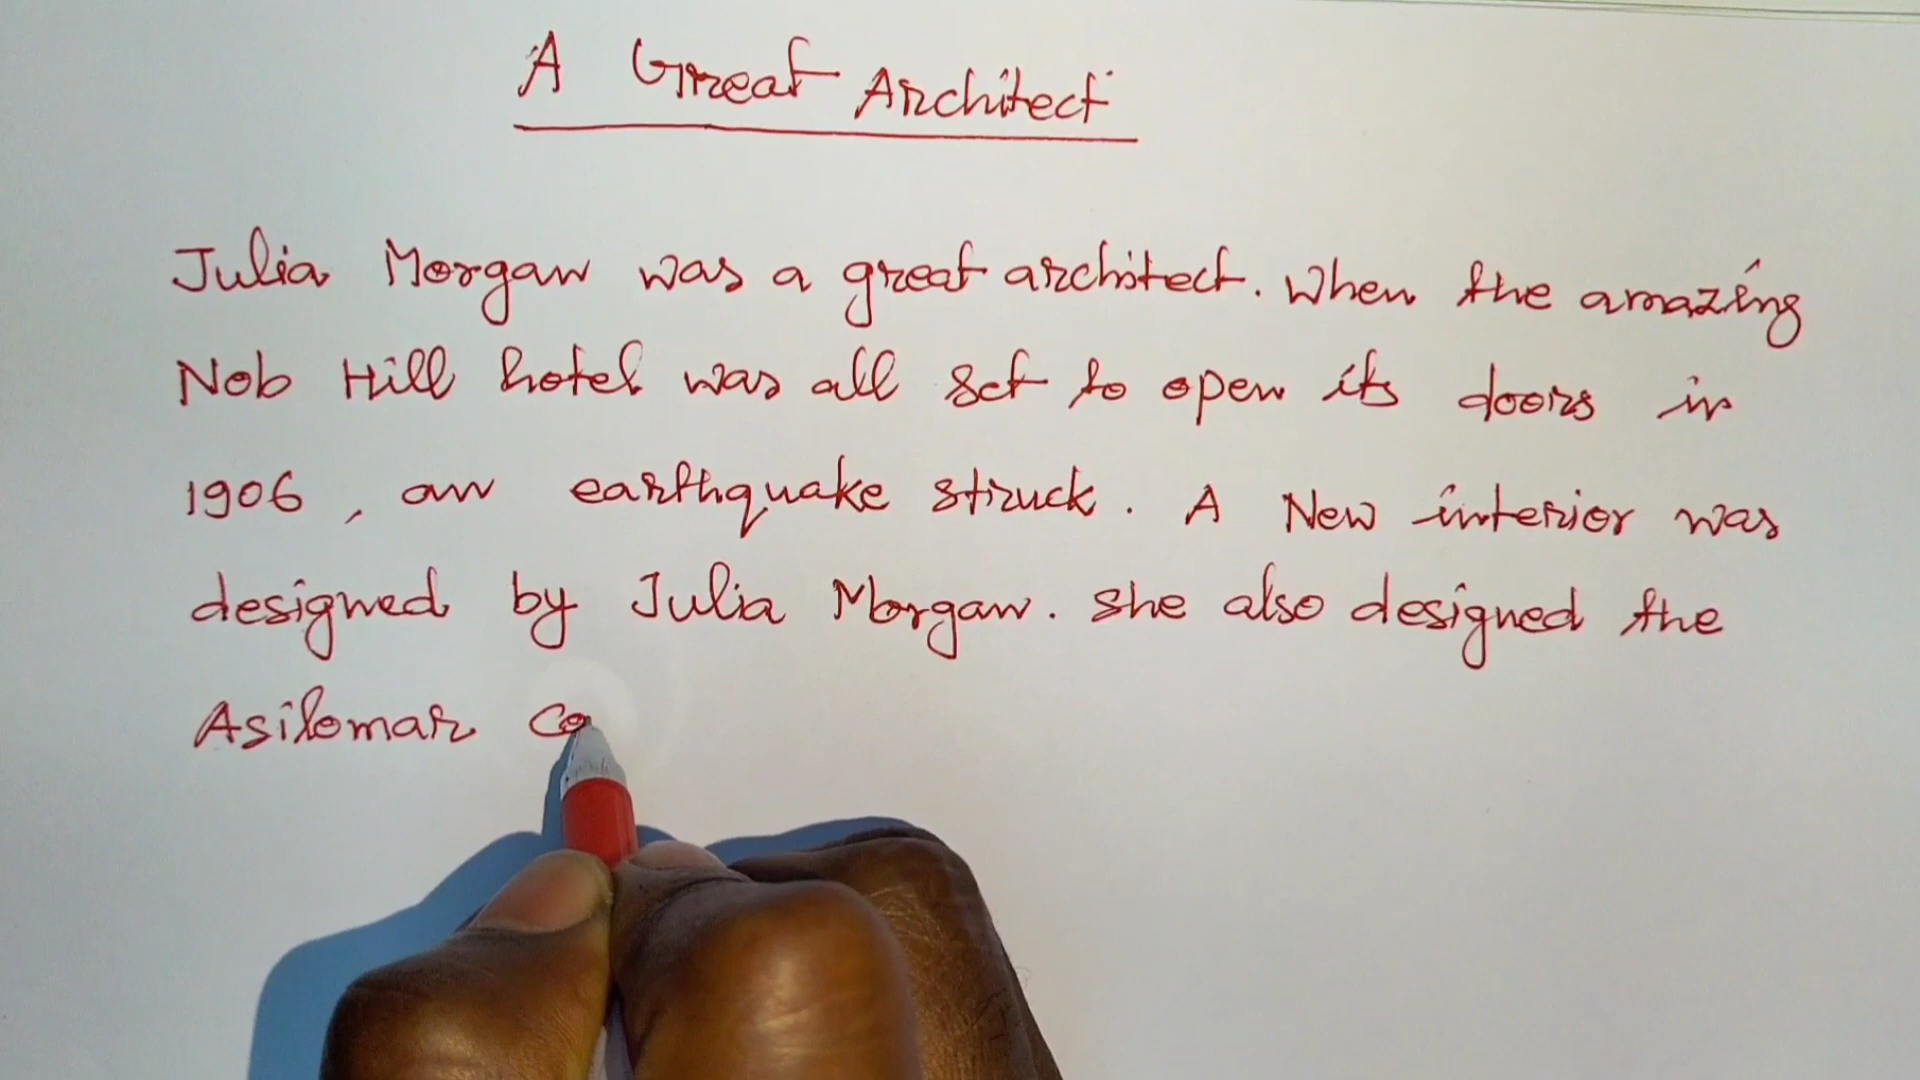 A Great Architect
Julia Morgan was a great architect. When the amazing
Nob Hill hotel was all set to open its doors in
1906, an earthquake struck. A New interior was
designed by Julia Morgan. She also designed the
Asilomar Co